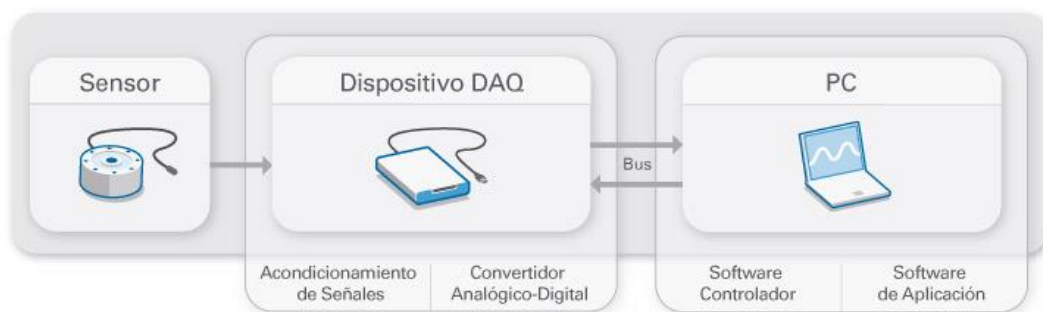 Sensor
Dispositivo DAQ
PC
Bus
Acondicionamiento
de Señales
Convertidor
Analógico-Digital
Software
Controlador
Software
de Aplicación